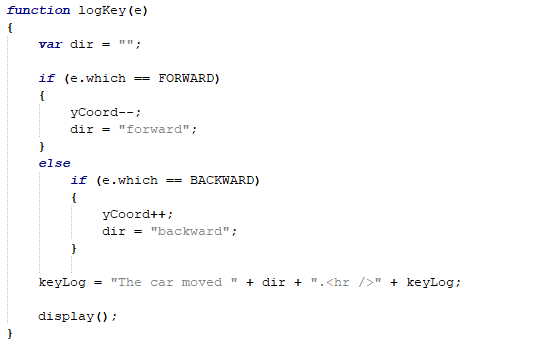 function logKey(e)
{
    var dir = "";

    if (e.which == FORWARD)
    {
        yCoord--;
        dir = "forward";
    }
    else
        if (e.which == BACKWARD)
        {
            yCoord++;
            dir = "backward";
        }

    keyLog = "The car moved " + dir + ".<hr />" + keyLog;

    display();
}